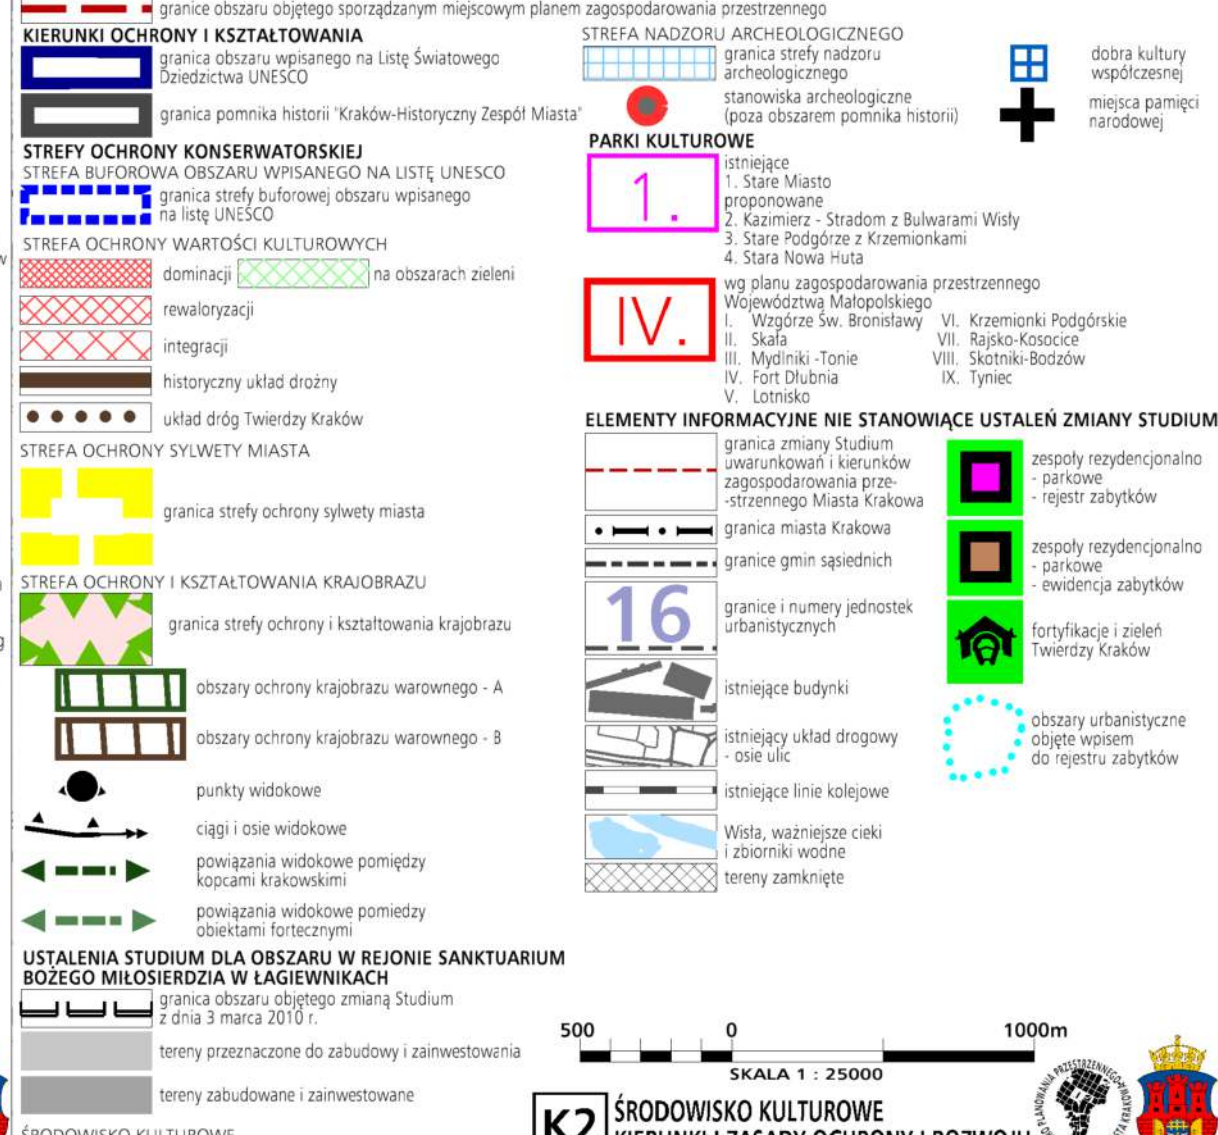 granice obszaru objętego sporządzanym miejscowym planem zagospodarowania przestrzennego
KIERUNKI OCHRONY I KSZTAŁTOWANIA
granica obszaru wpisanego na Listę Światowego
Dziedzictwa UNESCO
granica pomnika historii "Kraków-Historyczny Zespół Miasta"
STREFY OCHRONY KONSERWATORSKIEJ
STREFA BUFOROWA OBSZARU WPISANEGO NA LISTĘ UNESCO
granica strefy buforowej obszaru wpisanego
na listę UNESCO
STREFA OCHRONY WARTOŚCI KULTUROWYCH
dominacji
na obszarach zieleni
rewaloryzacji
integracji
historyczny układ drożny
układ dróg Twierdzy Kraków
STREFA OCHRONY SYLWETY MIASTA
granica strefy ochrony sylwety miasta
STREFA OCHRONY I KSZTAŁTOWANIA KRAJOBRAZU
granica strefy ochrony i kształtowania krajobrazu
obszary ochrony krajobrazu warownego - A
obszary ochrony krajobrazu warownego - B
punkty widokowe
ciągi i osie widokowe
powiązania widokowe pomiędzy
kopcami krakowskimi
powiązania widokowe pomiedzy
obiektami fortecznymi
USTALENIA STUDIUM DLA OBSZARU W REJONIE SANKTUARIUM
BOŻEGO MIŁOSIERDZIA W ŁAGIEWNIKACH
granica obszaru objętego zmianą Studium
z dnia 3 marca 2010 r.
tereny przeznaczone do zabudowy i zainwestowania
tereny zabudowane i zainwestowane
ŚRODOWISKO KULTUROWE
STREFA NADZORU ARCHEOLOGICZNEGO
granica strefy nadzoru
archeologicznego
stanowiska archeologiczne
(poza obszarem pomnika historii)
dobra kultury
współczesnej
miejsca pamięci
narodowej
PARKI KULTUROWE
1.
istniejące
1. Stare Miasto
proponowane
2. Kazimierz - Stradom z Bulwarami Wisły
3. Stare Podgórze z Krzemionkami
4. Stara Nowa Huta
IV.
wg planu zagospodarowania przestrzennego
Województwa Małopolskiego
I. Wzgórze Św. Bronisławy
II. Skała
III. Mydlniki -Tonie
IV. Fort Dłubnia
V. Lotnisko
VI. Krzemionki Podgórskie
VII. Rajsko-Kosocice
VIII. Skotniki-Bodzów
IX. Tyniec
ELEMENTY INFORMACYJNE NIE STANOWIĄCE USTALEŃ ZMIANY STUDIUM
granica zmiany Studium
uwarunkowań i kierunków
zagospodarowania prze-
-strzennego Miasta Krakowa
granica miasta Krakowa
granice gmin sąsiednich
16
granice i numery jednostek
urbanistycznych
istniejące budynki
istniejący układ drogowy
- osie ulic
istniejące linie kolejowe
Wisła, ważniejsze cieki
i zbiorniki wodne
tereny zamknięte
zespoły rezydencjonalno
- parkowe
- rejestr zabytków
zespoły rezydencjonalno
- parkowe
- ewidencja zabytków
fortyfikacje i zieleń
Twierdzy Kraków
obszary urbanistyczne
objęte wpisem
do rejestru zabytków
500 0 1000m
SKALA 1 : 25000
K2
ŚRODOWISKO KULTUROWE
KIERUNKI I ZASADY OCHRONY I ROZWOJU